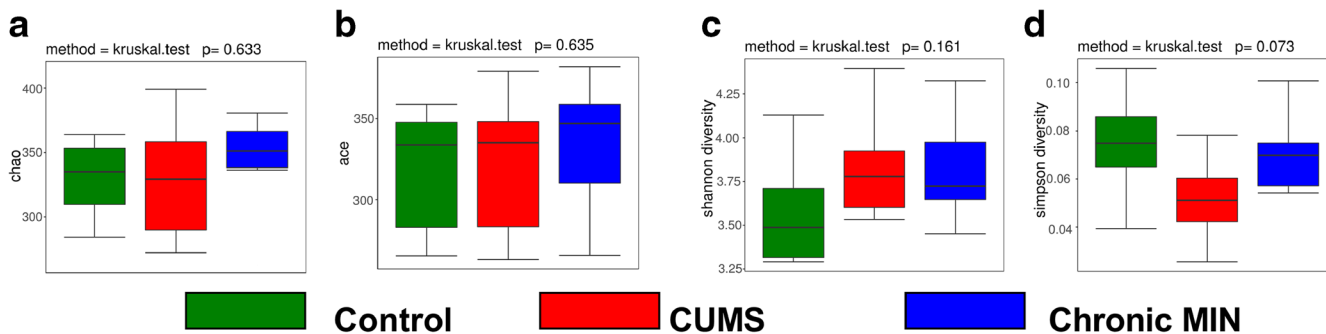 a
method = kruskal.test p= 0.633
400
350
300
chao
b
method = kruskal.test p= 0.635
350
300
ace
c
method = kruskal.test p= 0.161
4.25
4.00
3.75
3.50
3.25
shannon diversity
d
method = kruskal.test p= 0.073
0.10
0.08
0.06
0.04
simpson diversity
Control
CUMS
Chronic MIN